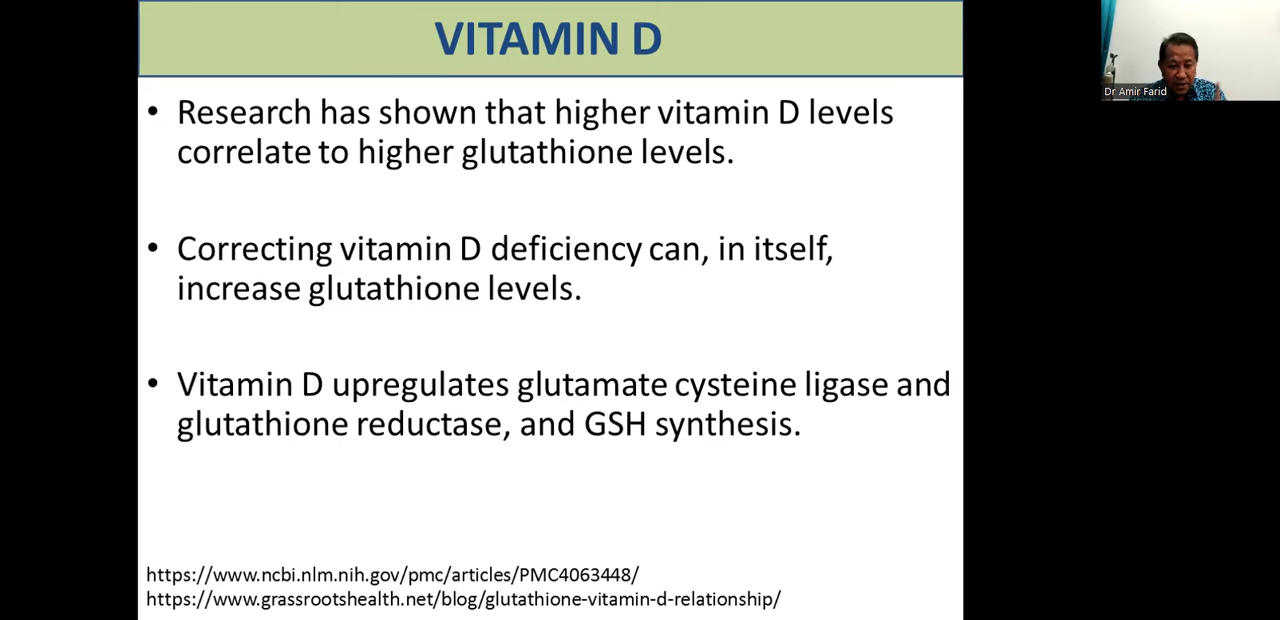 VITAMIN D
Dr Amir Farid
• Research has shown that higher vitamin D levels
correlate to higher glutathione levels.
• Correcting vitamin D deficiency can, in itself,
increase glutathione levels.
• Vitamin D upregulates glutamate cysteine ligase and
glutathione reductase, and GSH synthesis.
https://www.ncbi.nlm.nih.gov/pmc/articles/PMC4063448/
https://www.grassrootshealth.net/blog/glutathione-vitamin-d-relationship/